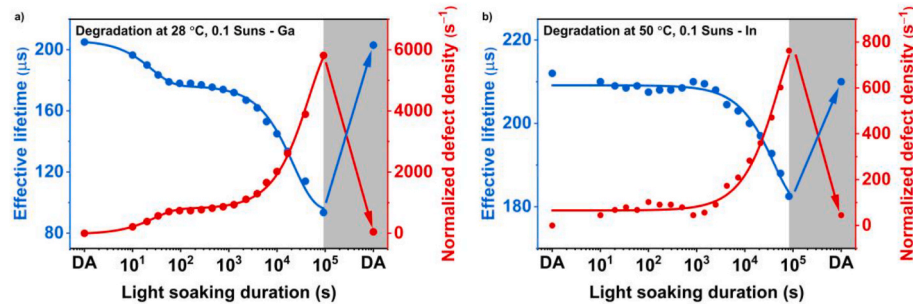 a)
Degradation at 28 °C, 0.1 Suns - Ga
Effective lifetime (μs)
200
160
120
80
Normalized defect density (s⁻¹)
6000
4000
2000
0
DA 10¹ 10² 10³ 10⁴ 10⁵ DA
Light soaking duration (s)
b)
Degradation at 50 °C, 0.1 Suns - In
Effective lifetime (μs)
220
200
180
Normalized defect density (s⁻¹)
800
600
400
200
0
DA 10¹ 10² 10³ 10⁴ 10⁵ DA
Light soaking duration (s)